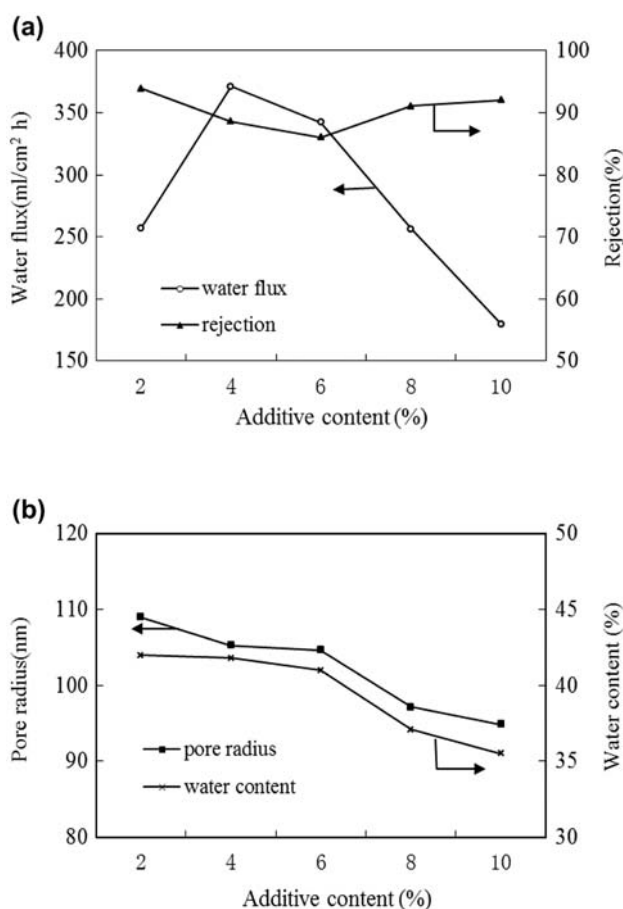 (a)
400
350
300
250
200
150
100
90
80
70
60
50
Water flux(ml/cm² h)
Rejection(%)
water flux
rejection
2 4 6 8 10
Additive content (%)
(b)
120
110
100
90
80
50
45
40
35
30
Pore radius(nm)
Water content (%)
pore radius
water content
2 4 6 8 10
Additive content (%)